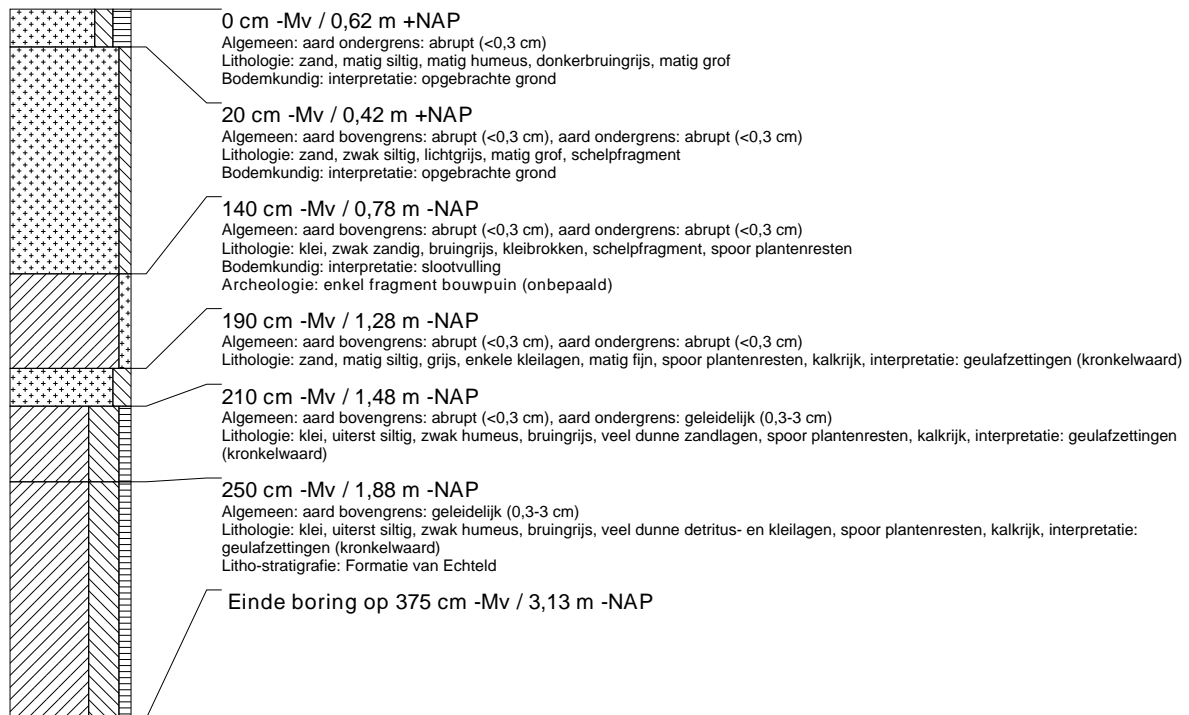 0 cm -Mv / 0,62 m +NAP
Algemeen: aard ondergrens: abrupt (<0,3 cm)
Lithologie: zand, matig siltig, matig humeus, donkerbruingrijs, matig grof
Bodemkundig: interpretatie: opgebrachte grond
20 cm -Mv / 0,42 m +NAP
Algemeen: aard bovengrens: abrupt (<0,3 cm), aard ondergrens: abrupt (<0,3 cm)
Lithologie: zand, zwak siltig, lichtgrijs, matig grof, schelpfragment
Bodemkundig: interpretatie: opgebrachte grond
140 cm -Mv / 0,78 m -NAP
Algemeen: aard bovengrens: abrupt (<0,3 cm), aard ondergrens: abrupt (<0,3 cm)
Lithologie: klei, zwak zandig, bruingrijs, kleibrokken, schelpfragment, spoor plantenresten
Bodemkundig: interpretatie: slootvulling
Archeologie: enkel fragment bouwpuin (onbepaald)
190 cm -Mv / 1,28 m -NAP
Algemeen: aard bovengrens: abrupt (<0,3 cm), aard ondergrens: abrupt (<0,3 cm)
Lithologie: zand, matig siltig, grijs, enkele kleilagen, matig fijn, spoor plantenresten, kalkrijk, interpretatie: geulafzettingen (kronkelwaard)
210 cm -Mv / 1,48 m -NAP
Algemeen: aard bovengrens: abrupt (<0,3 cm), aard ondergrens: geleidelijk (0,3-3 cm)
Lithologie: klei, uiterst siltig, zwak humeus, bruingrijs, veel dunne zandlagen, spoor plantenresten, kalkrijk, interpretatie: geulafzettingen
(kronkelwaard)
250 cm -Mv / 1,88 m -NAP
Algemeen: aard bovengrens: geleidelijk (0,3-3 cm)
Lithologie: klei, uiterst siltig, zwak humeus, bruingrijs, veel dunne detritus- en kleilagen, spoor plantenresten, kalkrijk, interpretatie:
geulafzettingen (kronkelwaard)
Litho-stratigrafie: Formatie van Echteld
Einde boring op 375 cm -Mv / 3,13 m -NAP